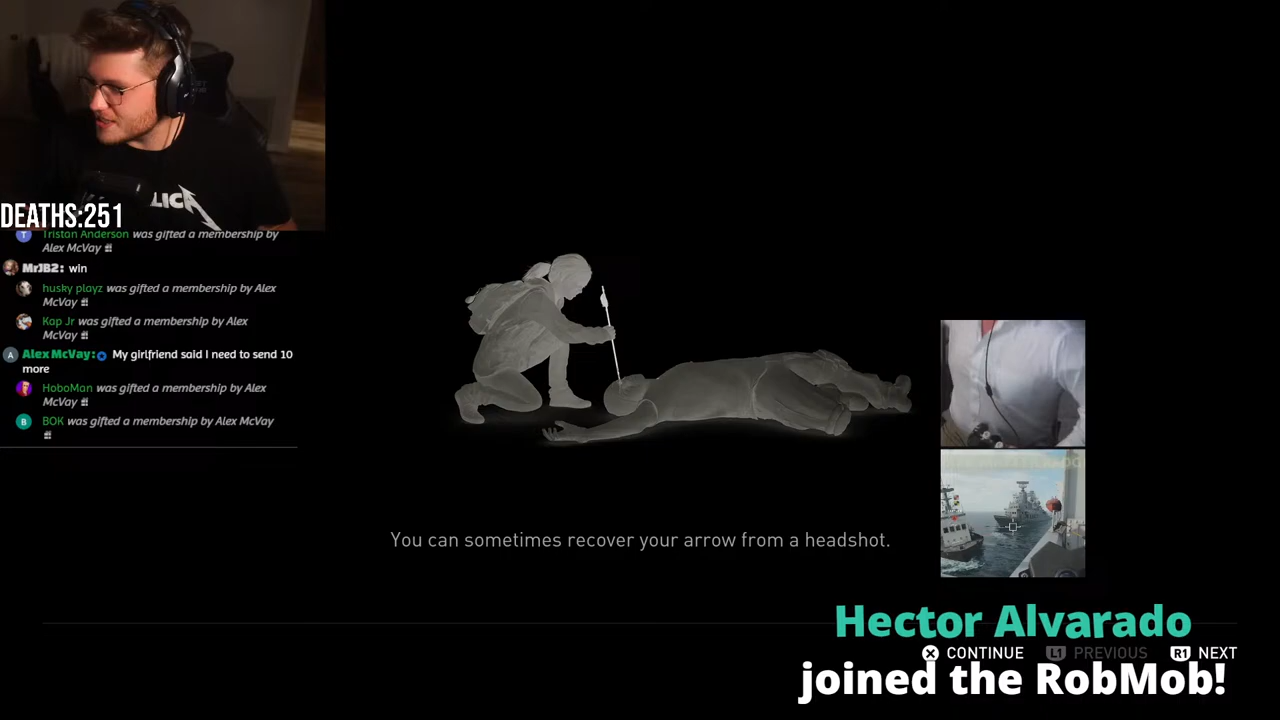 LLICA
DEATHS:251
T Tristan Anderson was gifted a membership by
Alex McVay
MrJB2: win
husky playz was gifted a membership by Alex
McVay
Kap Jr was gifted a membership by Alex
McVay
A Alex McVay: My girlfriend said I need to send 10
more
HoboMan was gifted a membership by Alex
McVay
B BOK was gifted a membership by Alex McVay
You can sometimes recover your arrow from a headshot.
Hector Alvarado
X CONTINUE L1 PREVIOUS R1 NEXT
joined the RobMob!